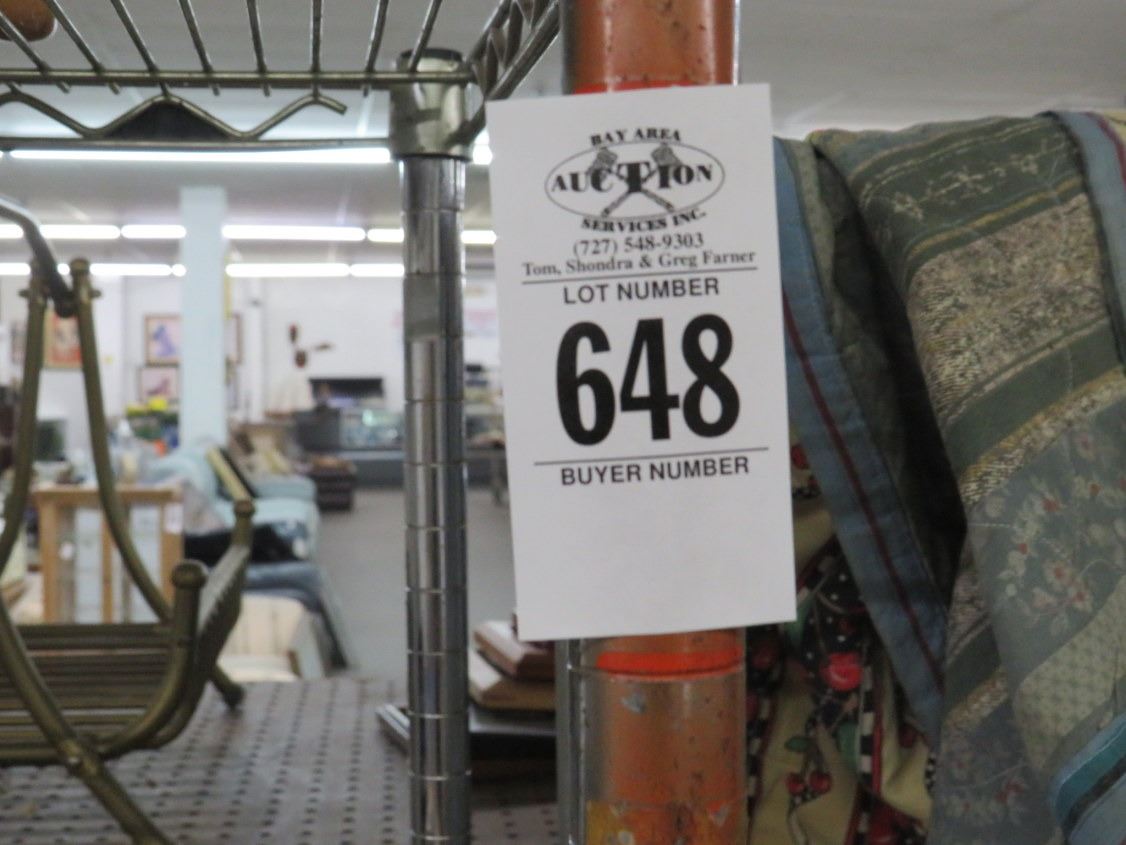 BAY AREA
AUCTION
SERVICES INC.
(727) 548-9303
Tom, Shondra & Greg Farner
LOT NUMBER
648
BUYER NUMBER